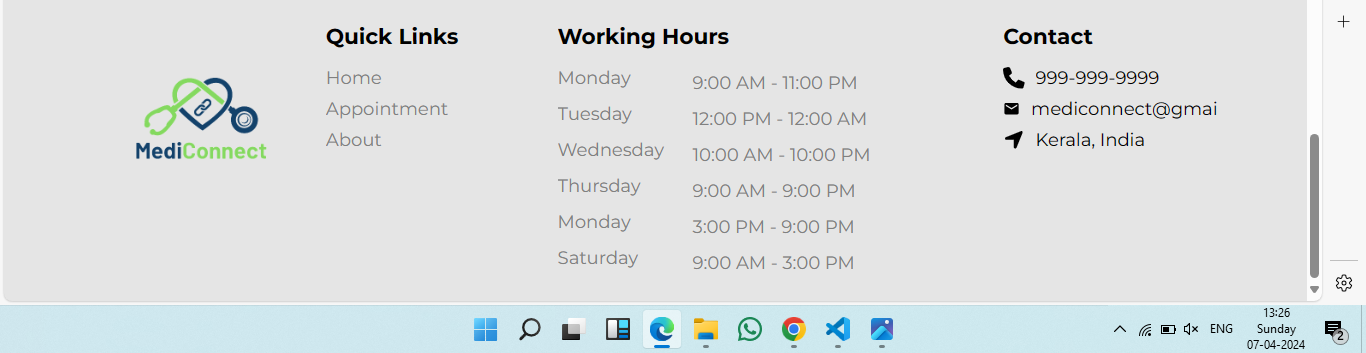 Quick Links
Home
Appointment
About
MediConnect
Working Hours
Monday 9:00 AM - 11:00 PM
Tuesday 12:00 PM - 12:00 AM
Wednesday 10:00 AM - 10:00 PM
Thursday 9:00 AM - 9:00 PM
Monday 3:00 PM - 9:00 PM
Saturday 9:00 AM - 3:00 PM
Contact
999-999-9999
mediconnect@gmai
Kerala, India
ENG
13:26
Sunday
07-04-2024
2